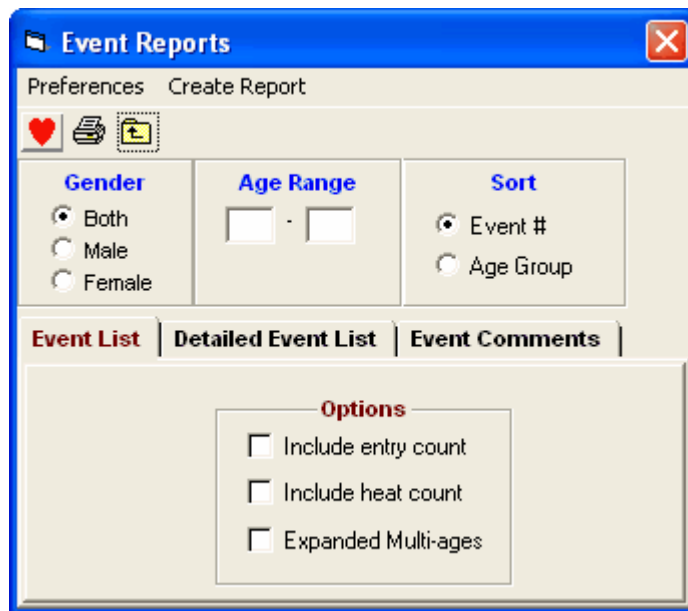 Event Reports
Preferences Create Report
Gender
Both
Male
Female
Age Range
-
Sort
Event #
Age Group
Event List Detailed Event List Event Comments
Options
Include entry count
Include heat count
Expanded Multi-ages